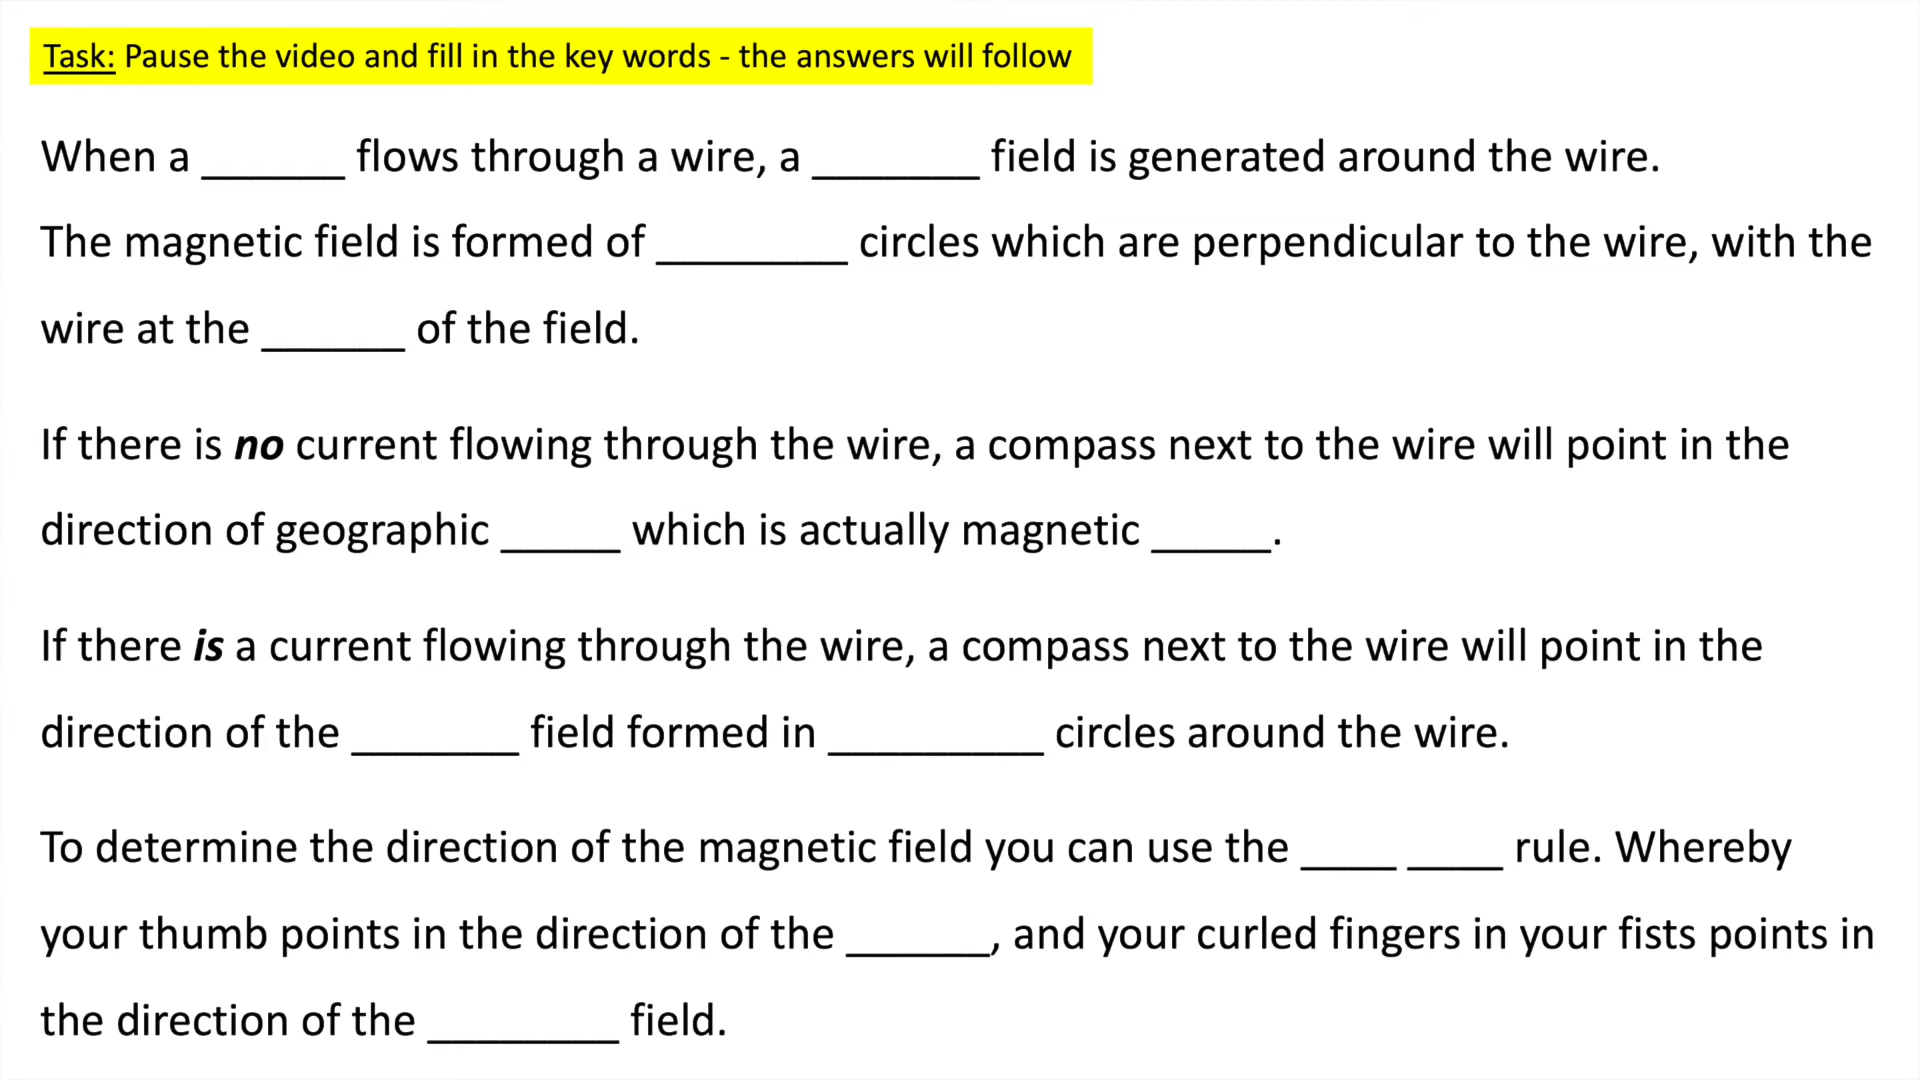 Task: Pause the video and fill in the key words - the answers will follow
When a ______ flows through a wire, a _______ field is generated around the wire.
The magnetic field is formed of ________ circles which are perpendicular to the wire, with the
wire at the ______ of the field.
If there is no current flowing through the wire, a compass next to the wire will point in the
direction of geographic _____ which is actually magnetic _____.
If there is a current flowing through the wire, a compass next to the wire will point in the
direction of the _______ field formed in _________ circles around the wire.
To determine the direction of the magnetic field you can use the ____ ____ rule. Whereby
your thumb points in the direction of the ______, and your curled fingers in your fists points in
the direction of the ________ field.